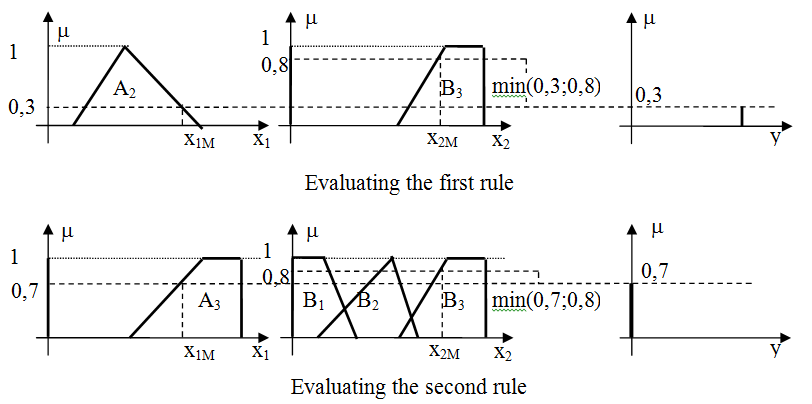 μ μ μ
1 1
0,8
A₂ B₃ min(0,3;0,8)
0,3 0,3
x₁M x₁ x₂M x₂ y
Evaluating the first rule
μ μ μ
1 1
0,8 0,7
0,7 A₃ B₁ B₂ B₃ min(0,7;0,8)
x₁M x₁ x₂M x₂ y
Evaluating the second rule